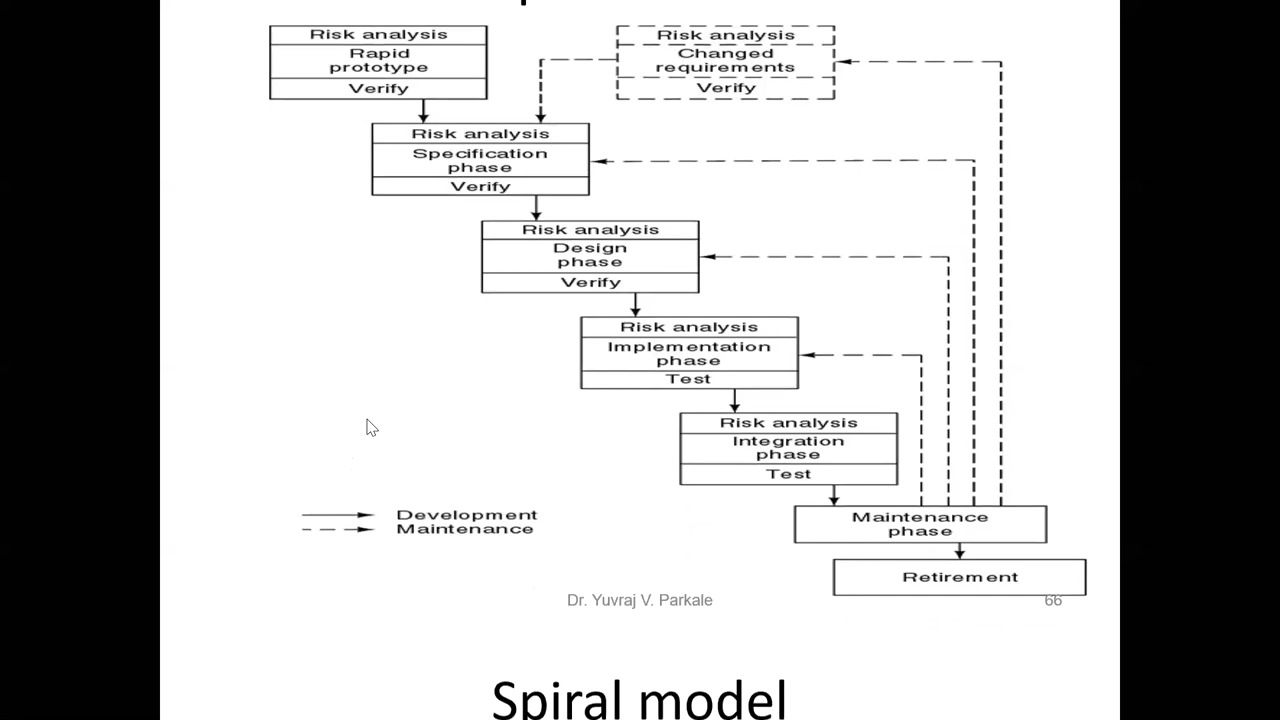 Risk analysis
Rapid
prototype
Verify
Risk analysis
Changed
requirements
Verify
Risk analysis
Specification
phase
Verify
Risk analysis
Design
phase
Verify
Risk analysis
Implementation
phase
Test
Risk analysis
Integration
phase
Test
Maintenance
phase
Retirement
Development
Maintenance
Dr. Yuvraj V. Parkale
66
Spiral model